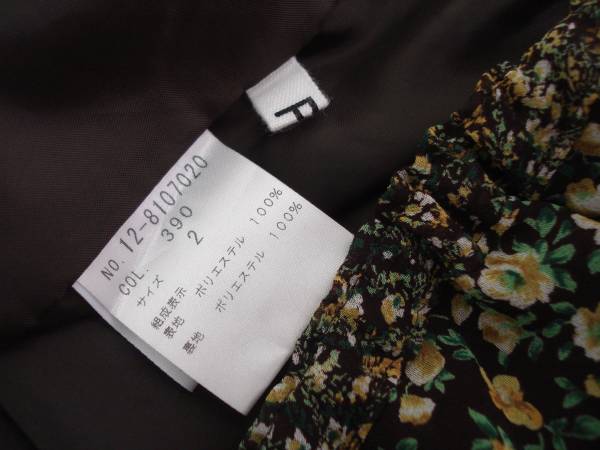 F
NO. 12-8107020
COL. 390
サイズ 2
組成表示
表地 ポリエステル 100%
裏地 ポリエステル 100%